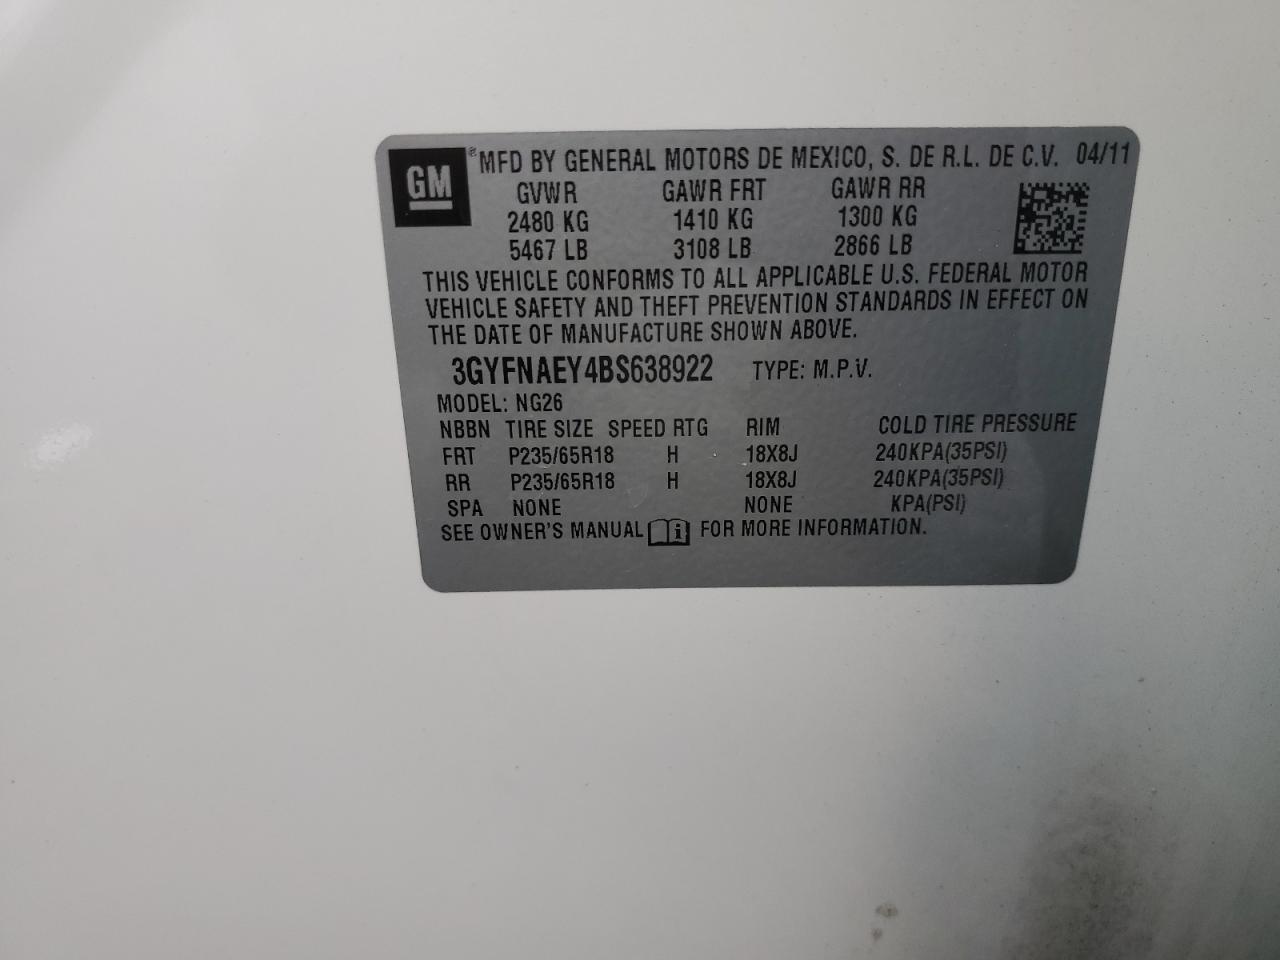 GM ® MFD BY GENERAL MOTORS DE MEXICO, S. DE R.L. DE C.V. 04/11
GVWR GAWR FRT GAWR RR
2480 KG 1410 KG 1300 KG
5467 LB 3108 LB 2866 LB
THIS VEHICLE CONFORMS TO ALL APPLICABLE U.S. FEDERAL MOTOR
VEHICLE SAFETY AND THEFT PREVENTION STANDARDS IN EFFECT ON
THE DATE OF MANUFACTURE SHOWN ABOVE.
3GYFNAEY4BS638922 TYPE: M.P.V.
MODEL: NG26
NBBN TIRE SIZE SPEED RTG RIM COLD TIRE PRESSURE
FRT P235/65R18 H 18X8J 240KPA(35PSI)
RR P235/65R18 H 18X8J 240KPA(35PSI)
SPA NONE NONE KPA(PSI)
SEE OWNER'S MANUAL i FOR MORE INFORMATION.